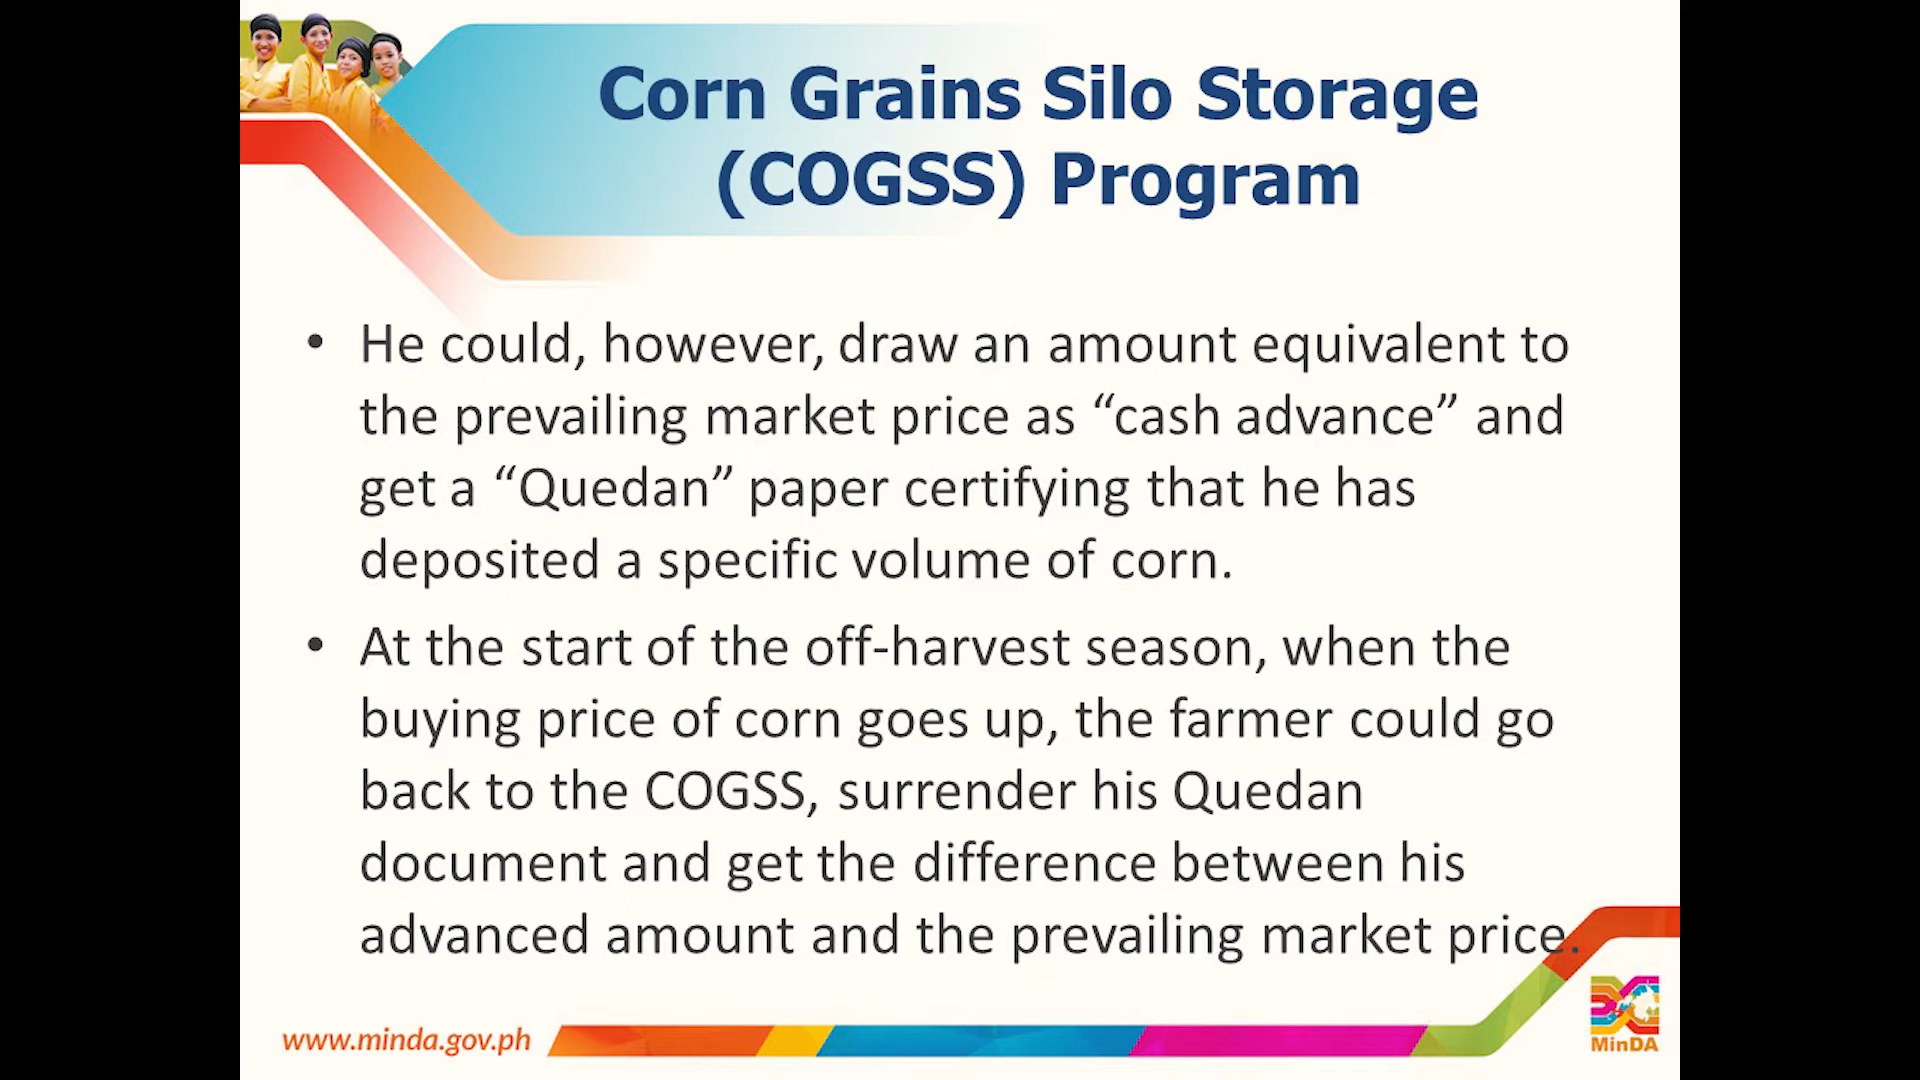 Corn Grains Silo Storage
(COGSS) Program
• He could, however, draw an amount equivalent to
the prevailing market price as “cash advance” and
get a “Quedan” paper certifying that he has
deposited a specific volume of corn.
• At the start of the off-harvest season, when the
buying price of corn goes up, the farmer could go
back to the COGSS, surrender his Quedan
document and get the difference between his
advanced amount and the prevailing market price.
www.minda.gov.ph
MinDA